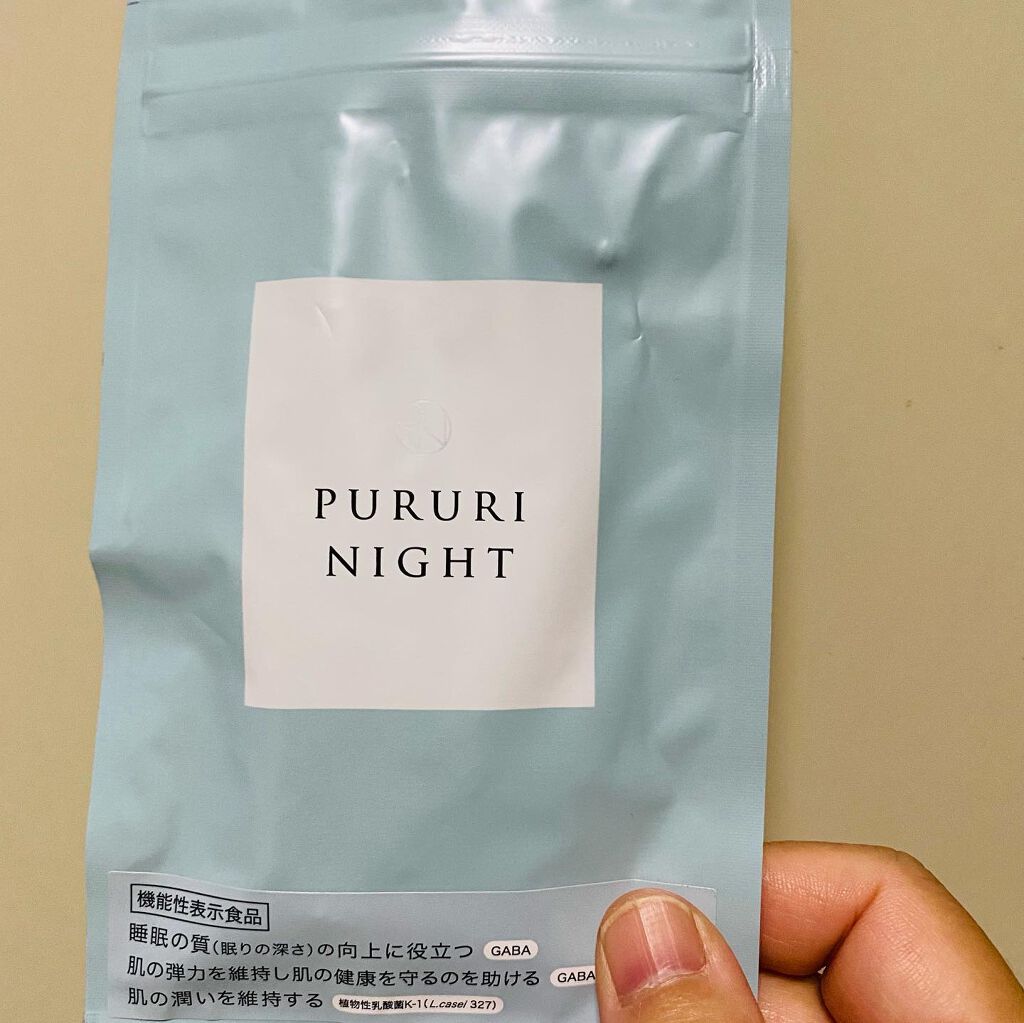 PURURI
NIGHT
機能性表示食品
睡眠の質(眠りの深さ)の向上に役立つ GABA
肌の弾力を維持し肌の健康を守るのを助ける GABA
肌の潤いを維持する 植物性乳酸菌K-1(L.casei 327)